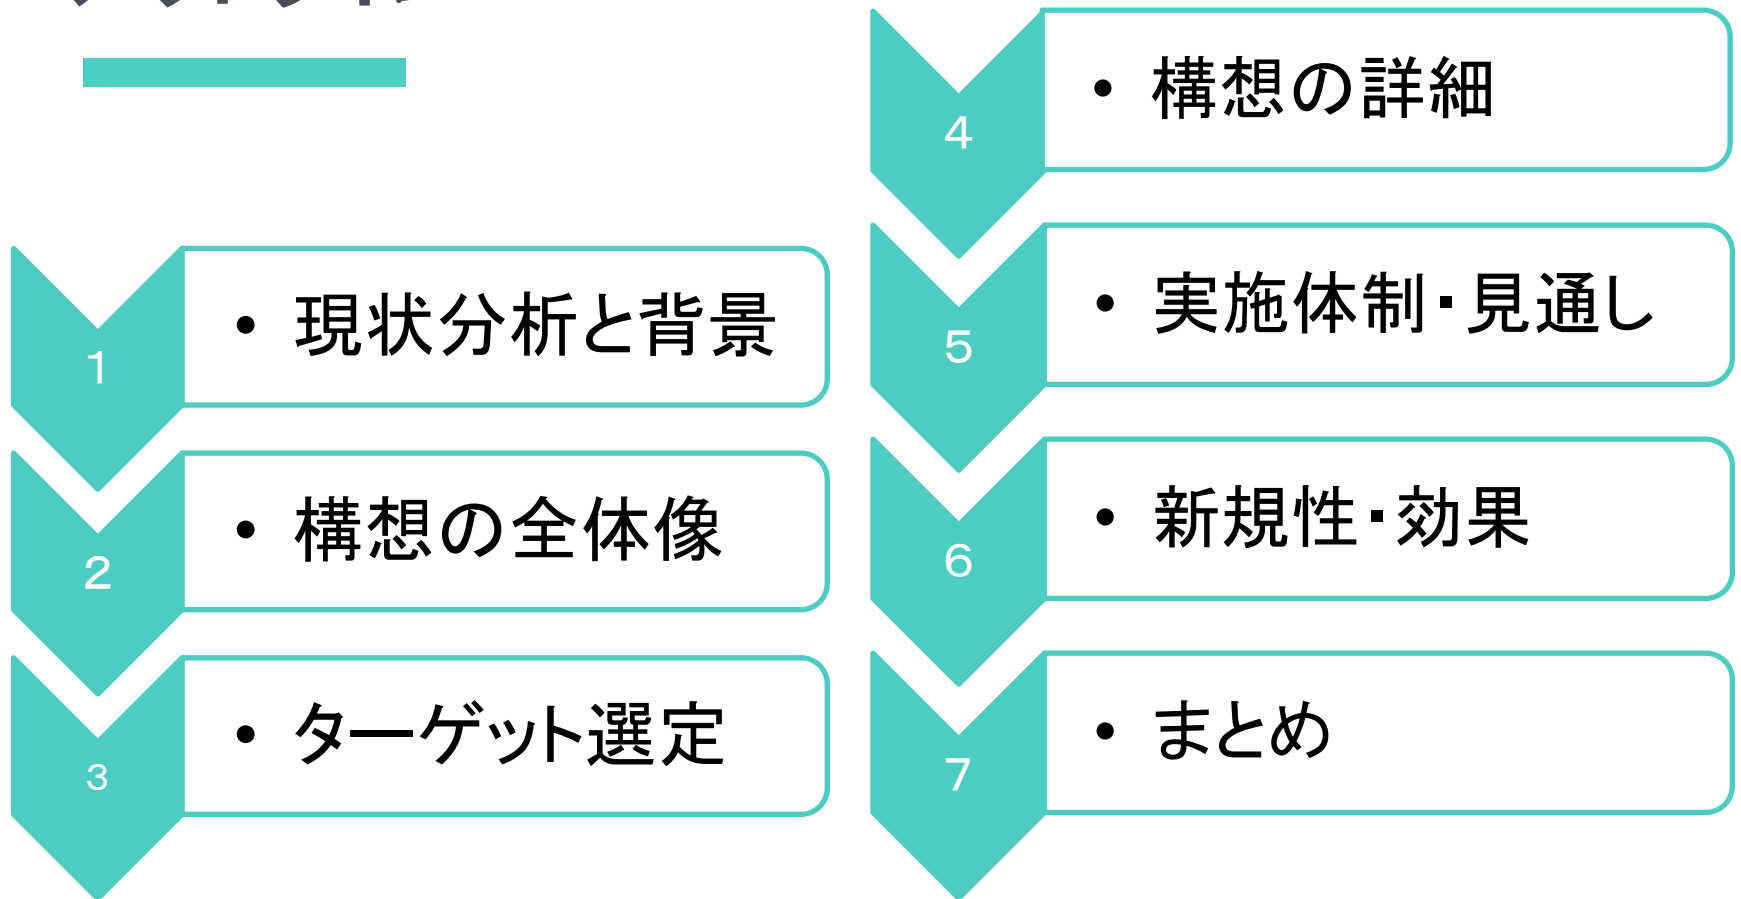 1
• 現状分析と背景
2
• 構想の全体像
3
• ターゲット選定
4
• 構想の詳細
5
• 実施体制・見通し
6
• 新規性・効果
7
• まとめ